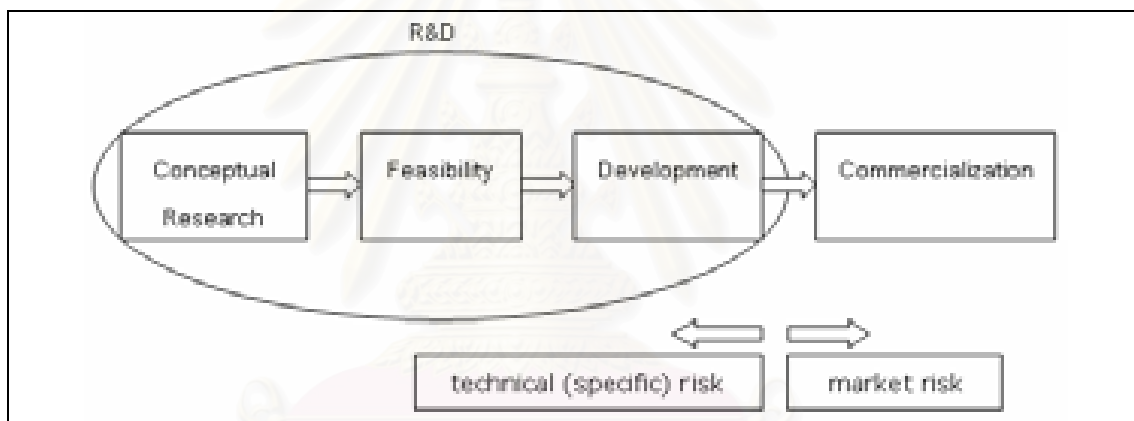 R&D
Conceptual
Research
Feasibility
Development
Commercialization
technical (specific) risk
market risk